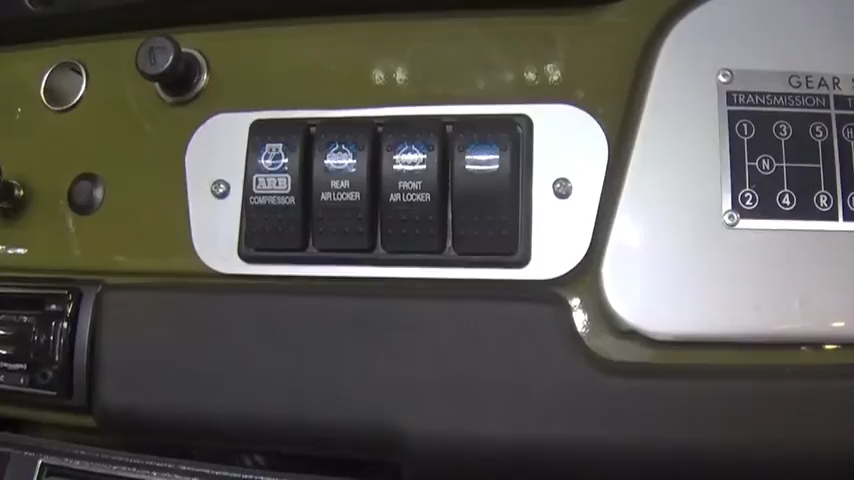 ARB
COMPRESSOR
REAR
AIR LOCKER
FRONT
AIR LOCKER
GEAR
TRANSMISSION
1 3 5
N
2 4 R